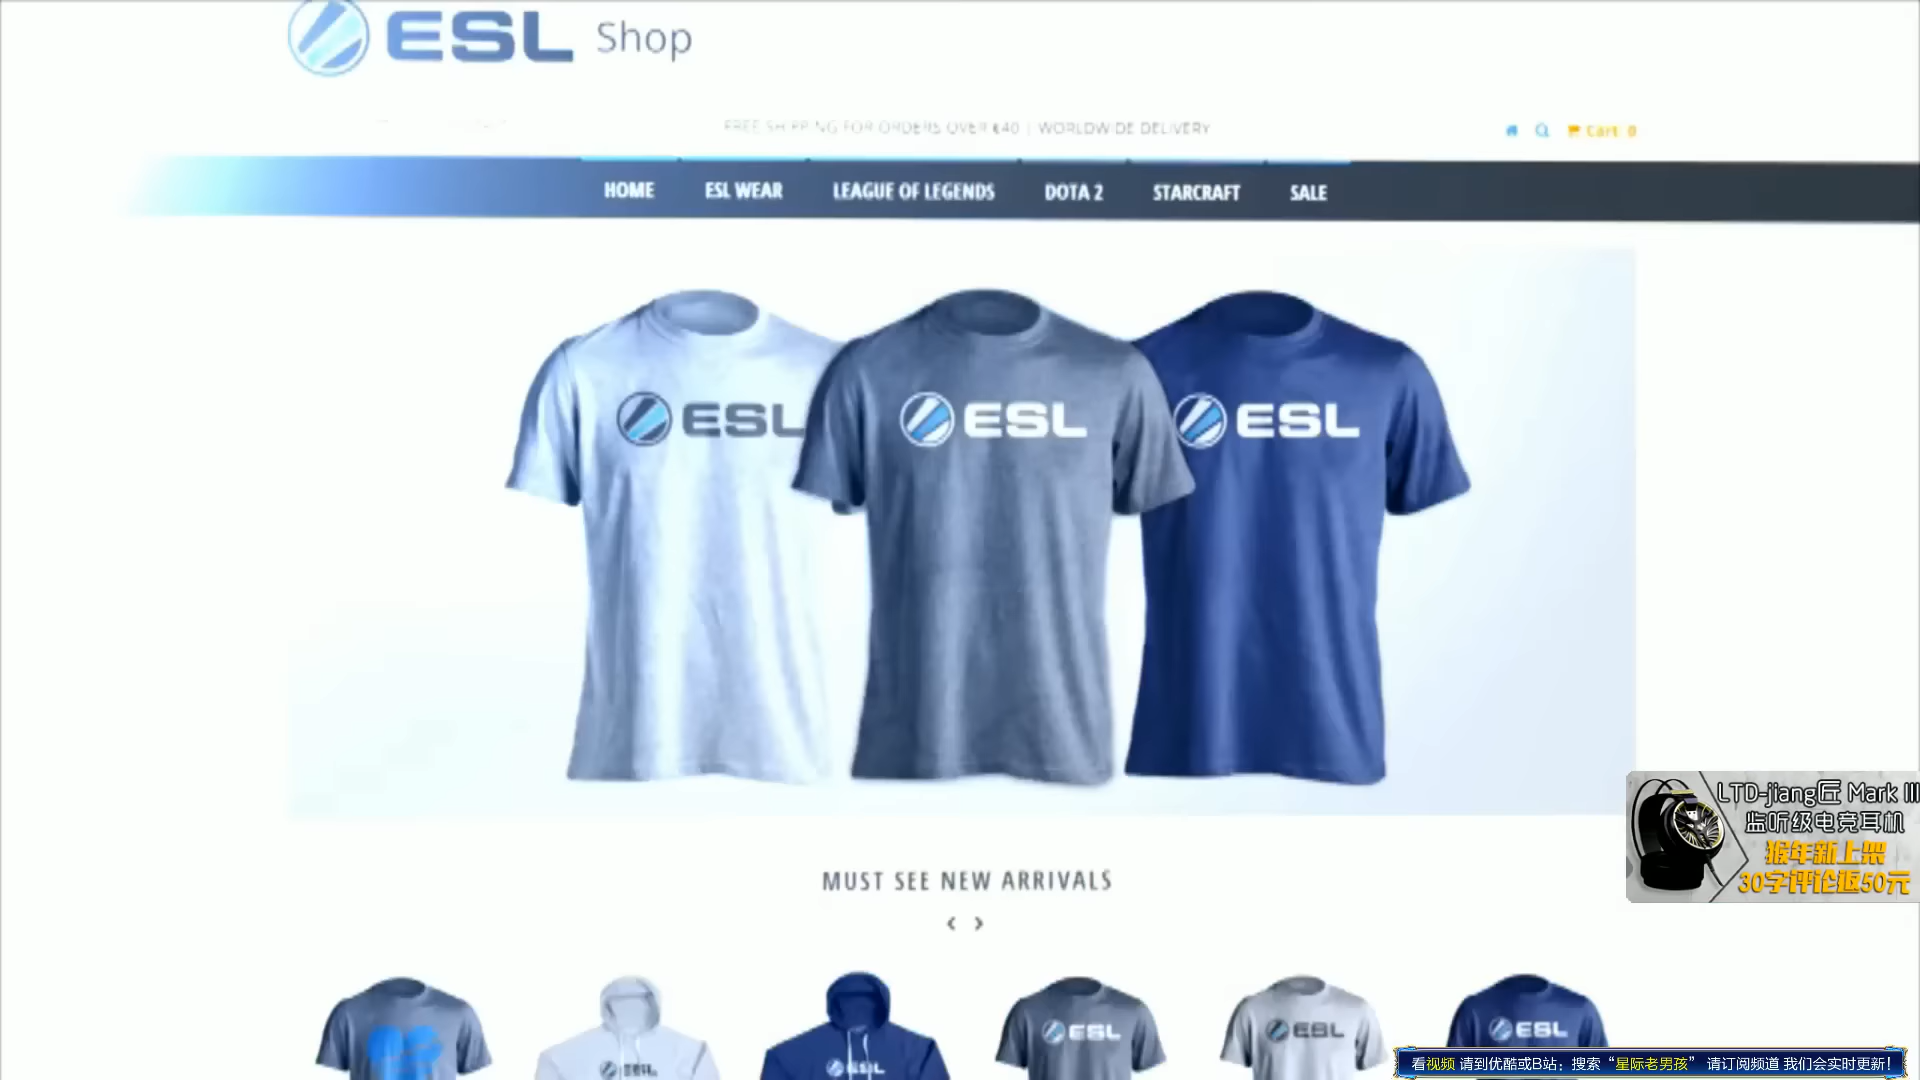 ESL Shop
FREE SHIPPING FOR ORDERS OVER €40 | WORLDWIDE DELIVERY
Cart 0
HOME ESL WEAR LEAGUE OF LEGENDS DOTA 2 STARCRAFT SALE
ESL ESL ESL
LTD-jiang匠 Mark III
监听级电竞耳机
猴年新上架
30字评论返50元
MUST SEE NEW ARRIVALS
ESL ESL ESL
ESL ESL
看视频 请到优酷或B站：搜索“星际老男孩” 请订阅频道 我们会实时更新！